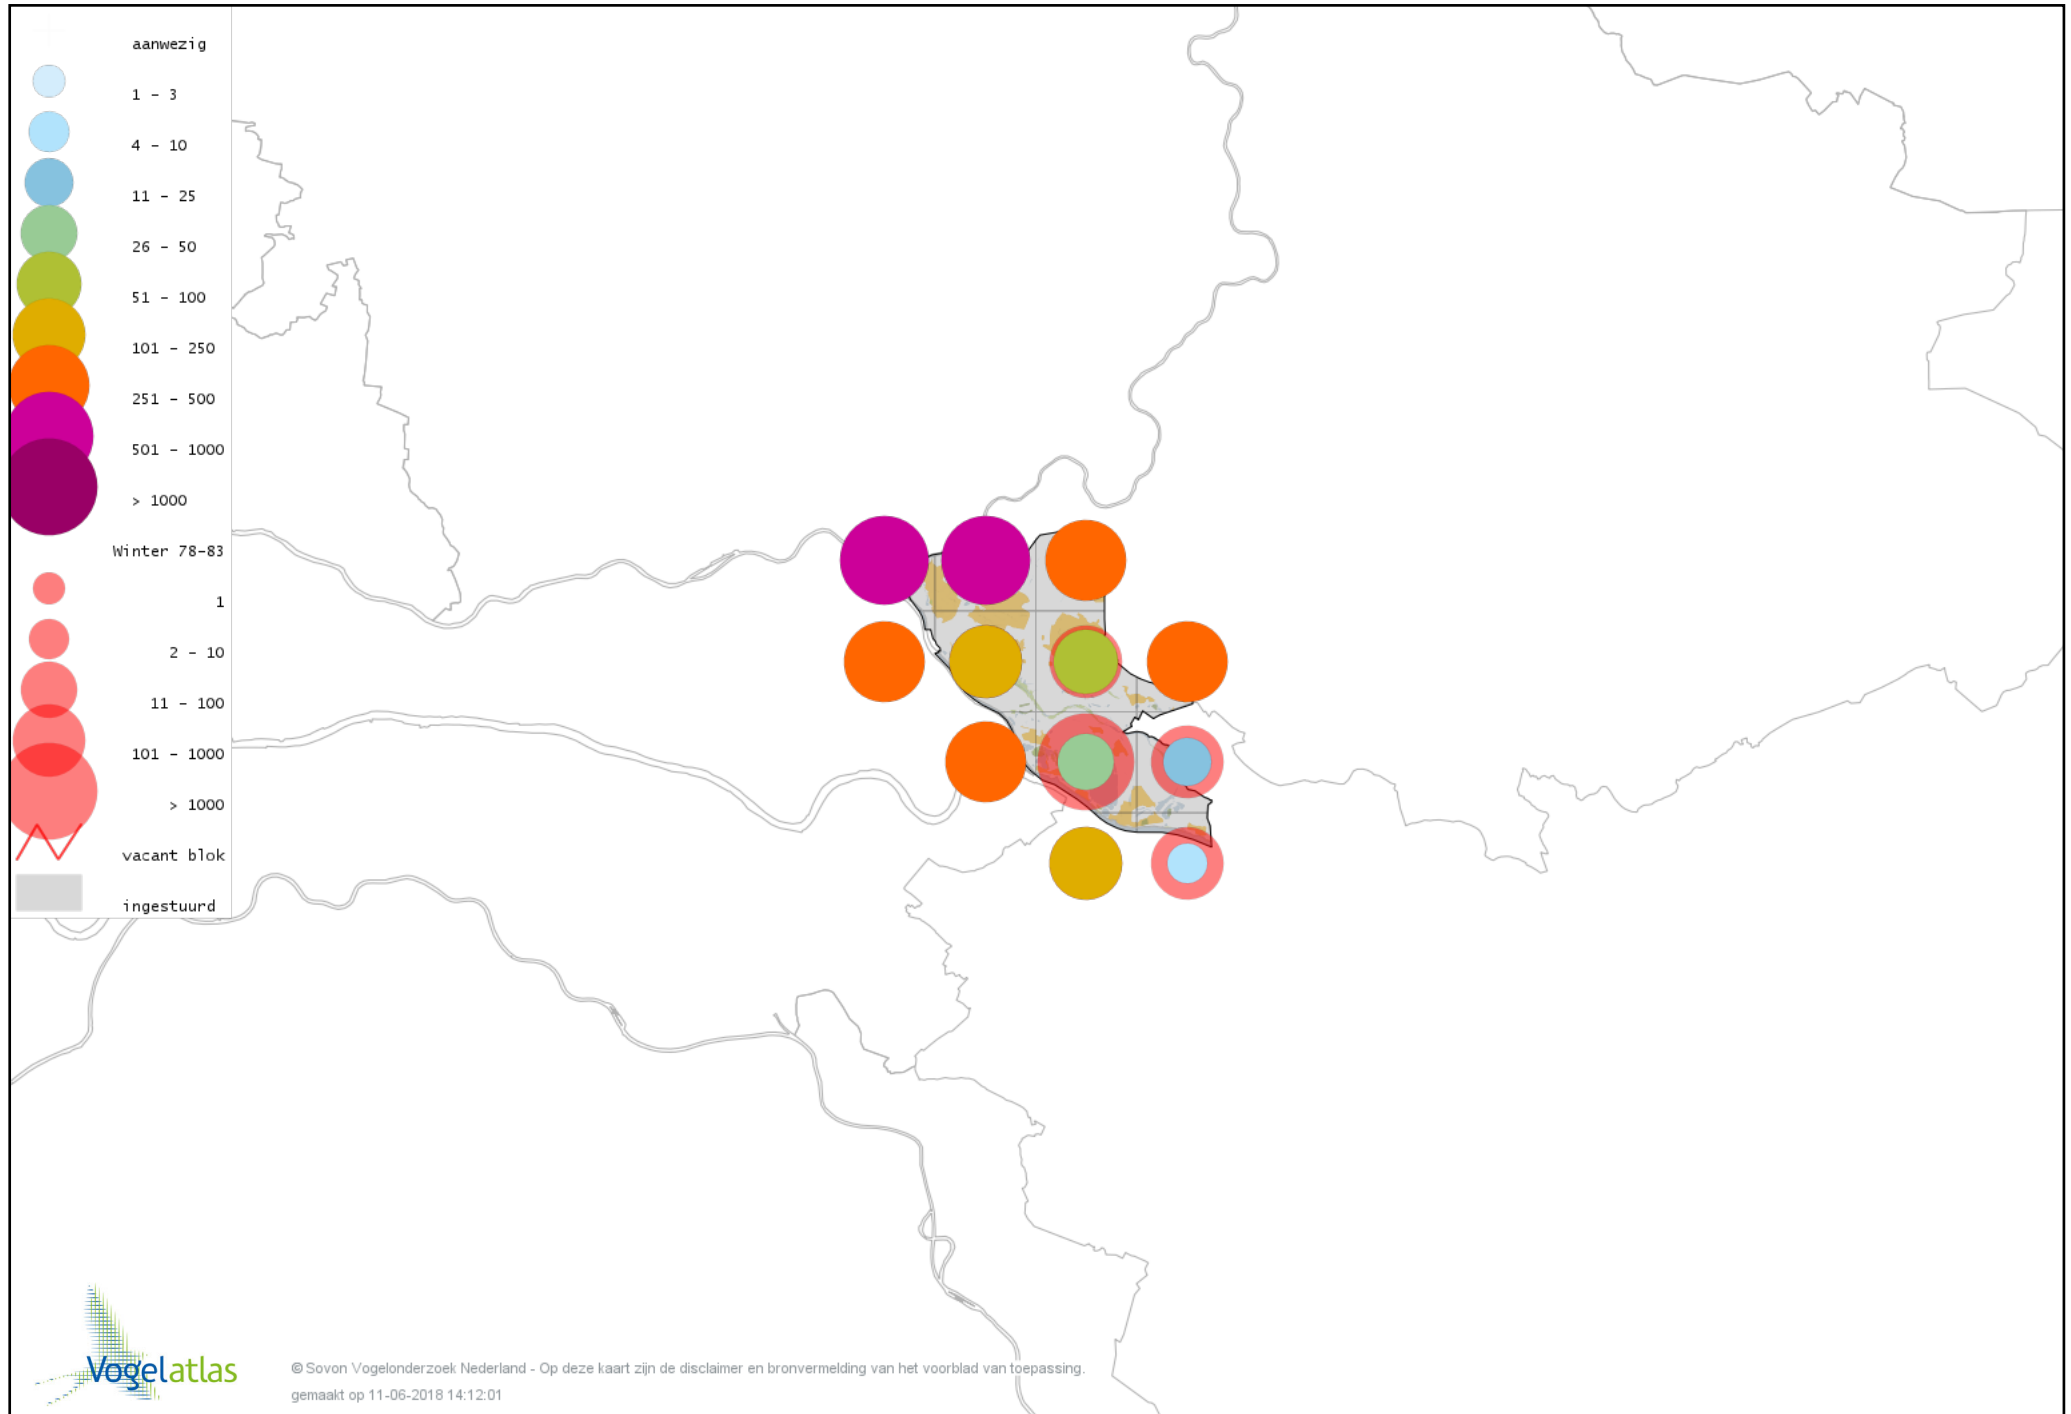 aanwezig
1 - 3
4 - 10
11 - 25
26 - 50
51 - 100
101 - 250
251 - 500
501 - 1000
> 1000
Winter 78-83
1
2 - 10
11 - 100
101 - 1000
> 1000
vacant blok
ingestuurd
Vogelatlas
© Sovon Vogelonderzoek Nederland - Op deze kaart zijn de disclaimer en bronvermelding van het voorblad van toepassing.
gemaakt op 11-06-2018 14:12:01